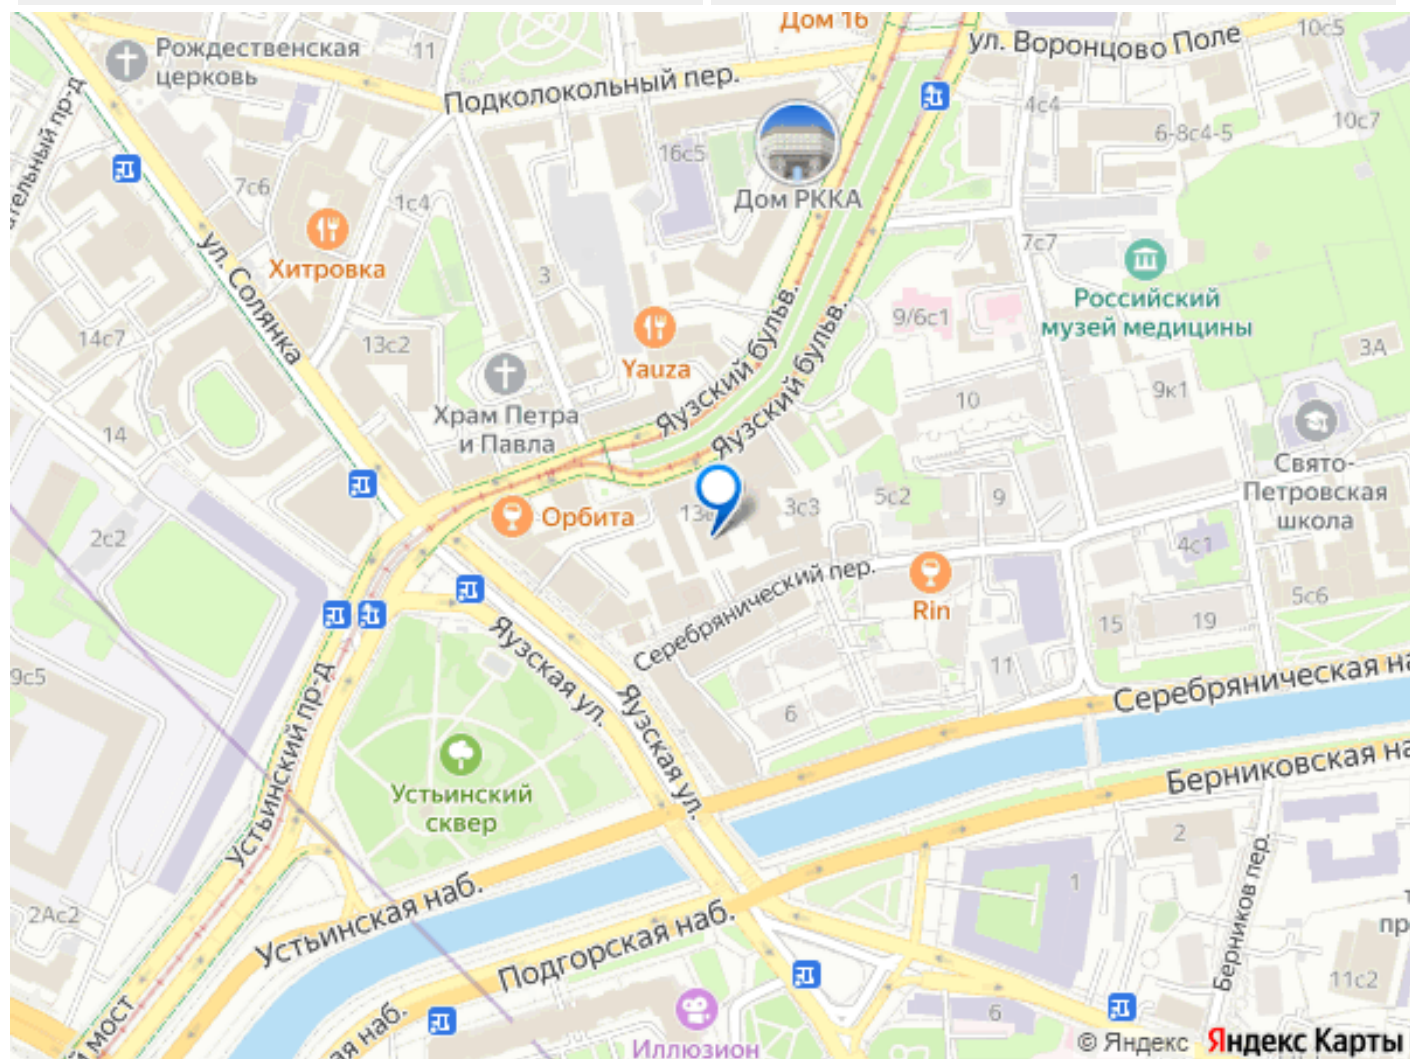 Дом 16
ул. Воронцово Поле
10с5
Рождественская
церковь
11
Подколокольный пер.
4с4
6-8с4-5
10с7
16с5
Дом РККА
7с6
1с4
Хитровка
ул. Солянка
3
7с7
Российский
музей медицины
9/6с1
14с7
13с2
Yauza
Яузский бульв.
Яузский бульв.
3А
Храм Петра
и Павла
10
9к1
14
Свято-
Петровская
школа
Орбита
3с3
5с2
9
2с2
4с1
Серебрянический пер.
Rin
5с6
15
19
Яузская ул.
Яузская ул.
11
9с5
6
Серебряническая
Устьинский пр-д
Устьинский
сквер
Берниковская
2
1
Берников пер.
2Ас2
Устьинская наб.
Подгорская наб.
пр
11с2
мост
наб.
6
Иллюзион
© Яндекс Яндекс Карты